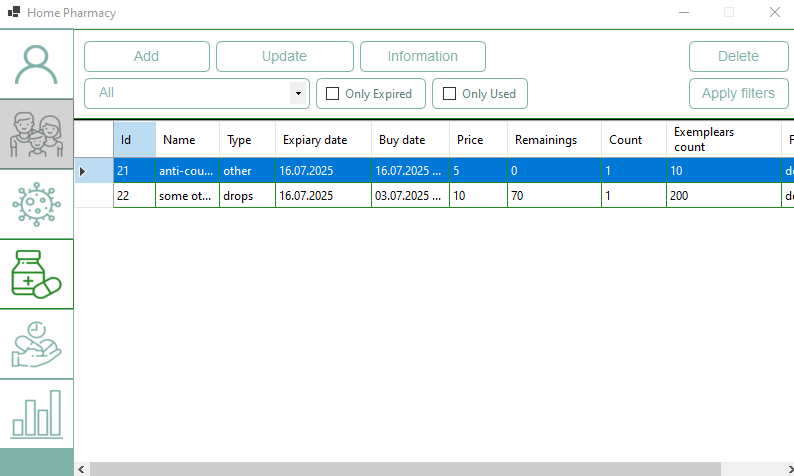 Home Pharmacy
Add Update Information Delete
All Only Expired Only Used Apply filters
Id Name Type Expiary date Buy date Price Remainings Count Exemplears count F
21 anti-cou... other 16.07.2025 16.07.2025 ... 5 0 1 10 de
22 some ot... drops 16.07.2025 03.07.2025 ... 10 70 1 200 de